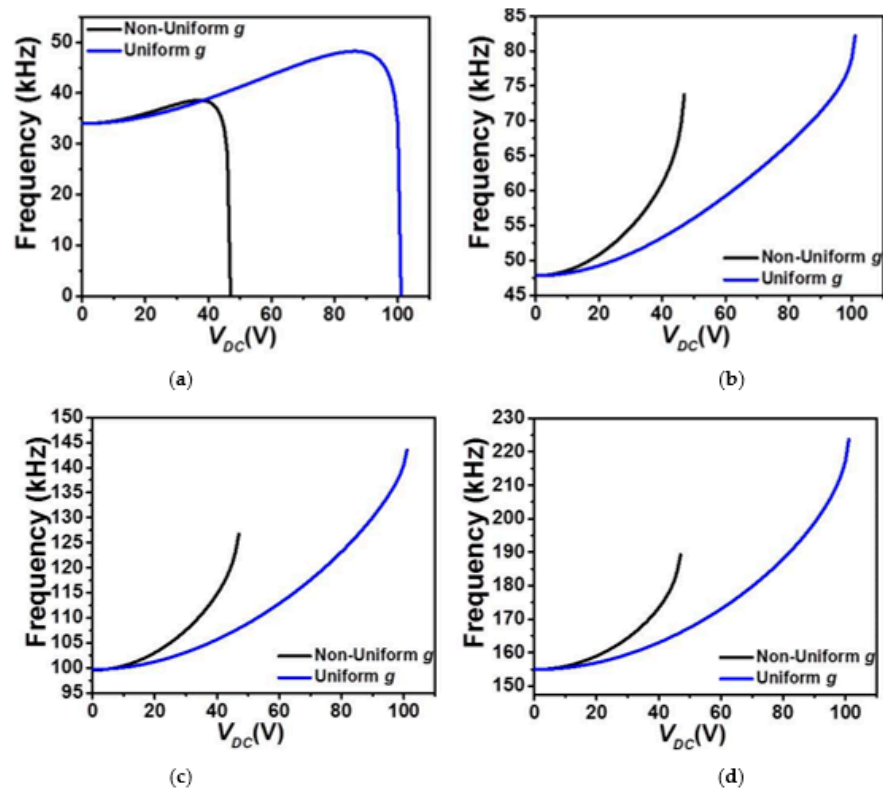 Non-Uniform g
Uniform g
Frequency (kHz)
50
40
30
20
10
0
0 20 40 60 80 100
V_DC(V)
(a)
Frequency (kHz)
85
80
75
70
65
60
55
50
45
Non-Uniform g
Uniform g
0 20 40 60 80 100
V_DC(V)
(b)
Frequency (kHz)
150
145
140
135
130
125
120
115
110
105
100
95
Non-Uniform g
Uniform g
0 20 40 60 80 100
V_DC(V)
(c)
Frequency (kHz)
230
220
210
200
190
180
170
160
150
Non-Uniform g
Uniform g
0 20 40 60 80 100
V_DC(V)
(d)